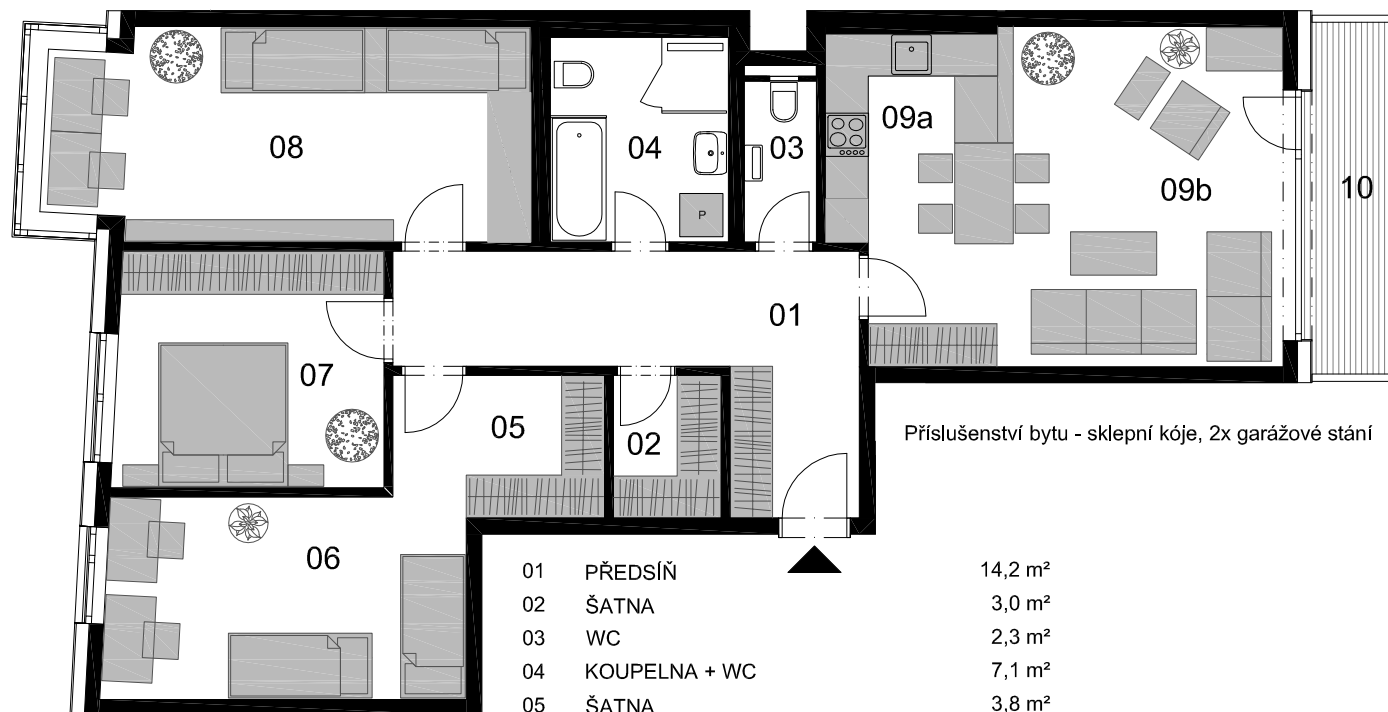 08
04
03
09a
09b
10
P
01
07
05
02
06
Příslušenství bytu - sklepní kóje, 2x garážové stání
01 PŘEDSÍŇ 14,2 m²
02 ŠATNA 3,0 m²
03 WC 2,3 m²
04 KOUPELNA + WC 7,1 m²
05 ŠATNA 3,8 m²